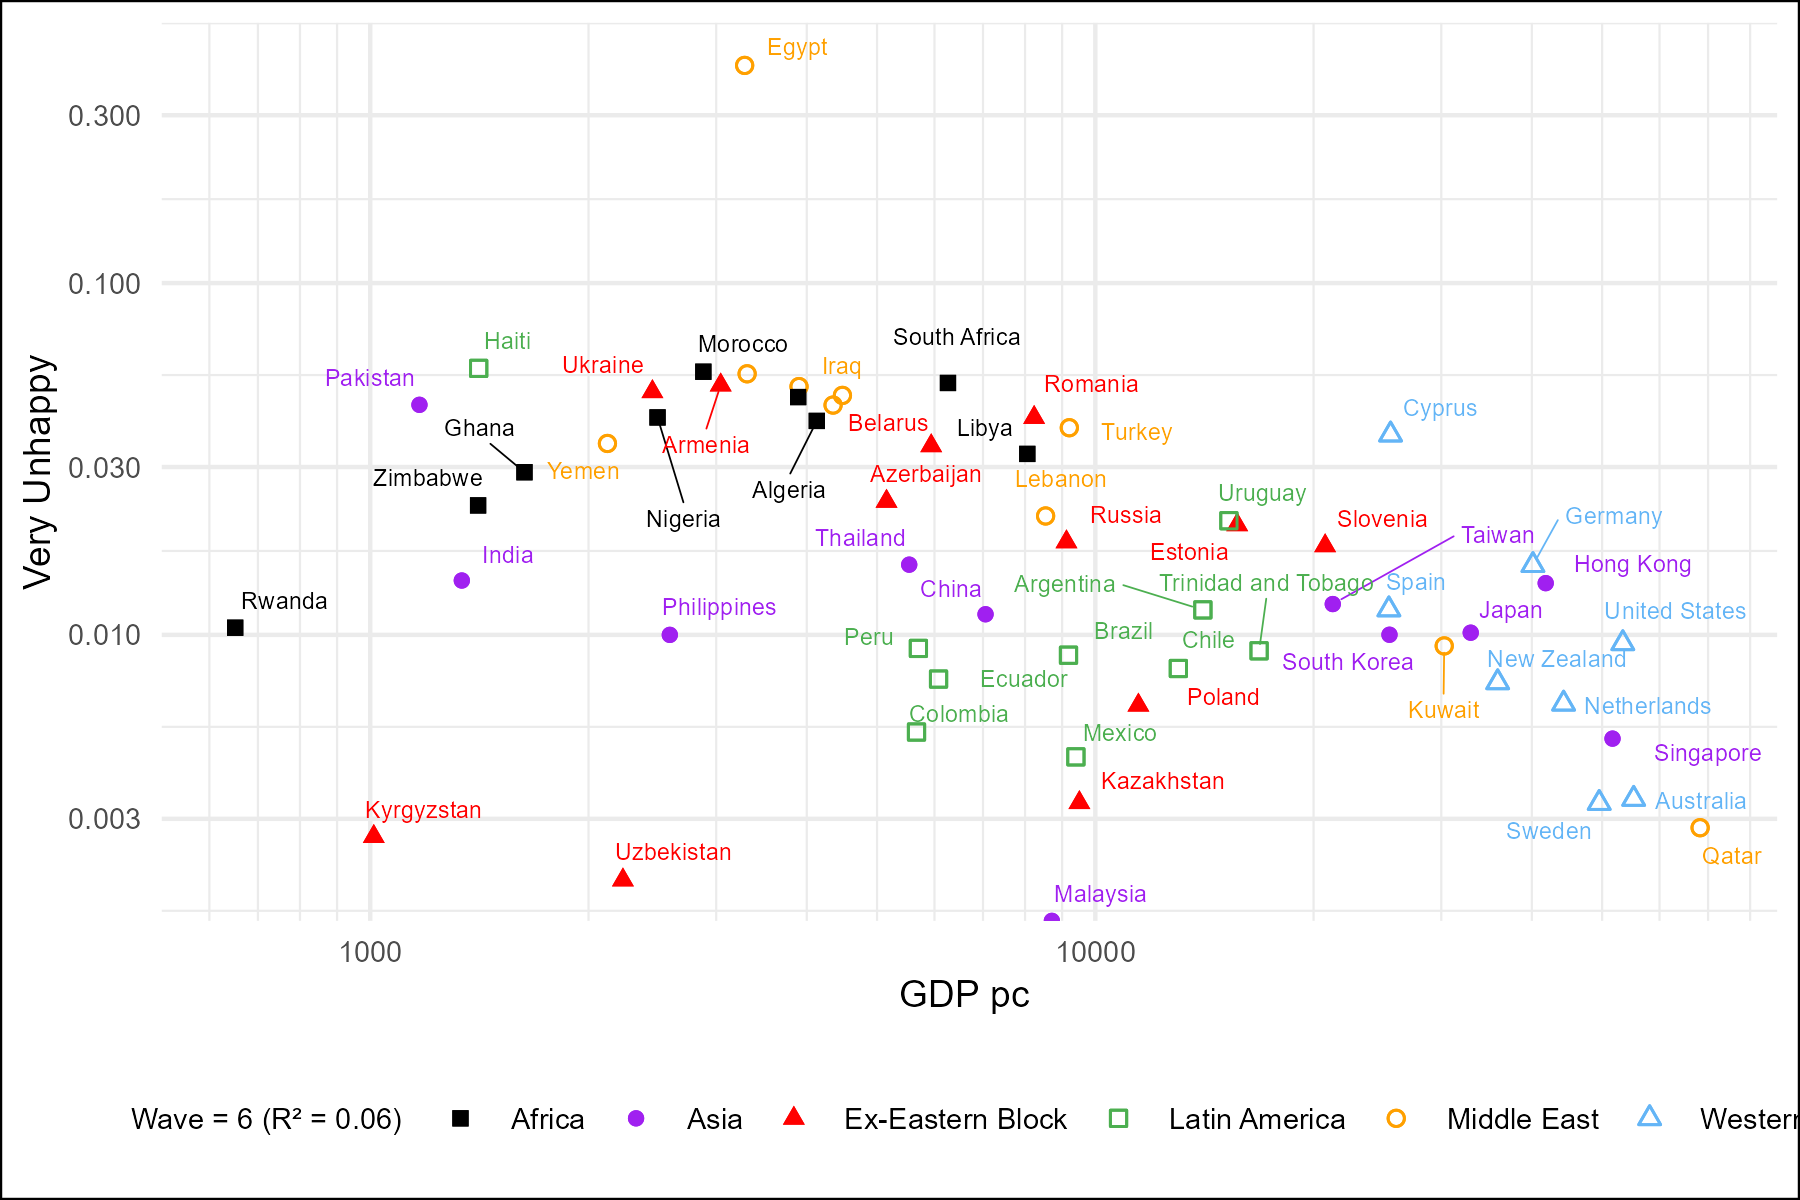 Egypt
0.300
0.100
South Africa
Haiti
Morocco
Ukraine
Iraq
Pakistan
Romania
Cyprus
Belarus
Ghana
Libya
Turkey
Armenia
Yemen
Azerbaijan
0.030
Zimbabwe
Lebanon
Algeria
Uruguay
Nigeria
Russia
Slovenia
Germany
Taiwan
Thailand
India
Estonia
Hong Kong
Argentina
Trinidad and Tobago
Spain
China
Rwanda
Philippines
Japan
United States
Brazil
0.010
Peru
Chile
South Korea
New Zealand
Ecuador
Poland
Netherlands
Kuwait
Colombia
Mexico
Singapore
Kazakhstan
Australia
Kyrgyzstan
0.003
Sweden
Uzbekistan
Qatar
Malaysia
Very Unhappy
1000 10000
GDP pc
Wave = 6 (R² = 0.06) Africa Asia Ex-Eastern Block Latin America Middle East Western